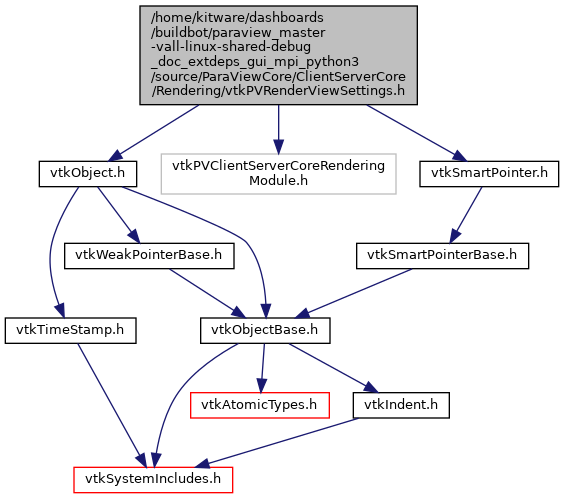 /home/kitware/dashboards
/buildbot/paraview_master
-vall-linux-shared-debug
_doc_extdeps_gui_mpi_python3
/source/ParaViewCore/ClientServerCore
/Rendering/vtkPVRenderViewSettings.h
vtkObject.h
vtkPVClientServerCoreRendering
Module.h
vtkSmartPointer.h
vtkWeakPointerBase.h
vtkSmartPointerBase.h
vtkTimeStamp.h
vtkObjectBase.h
vtkAtomicTypes.h
vtkIndent.h
vtkSystemIncludes.h